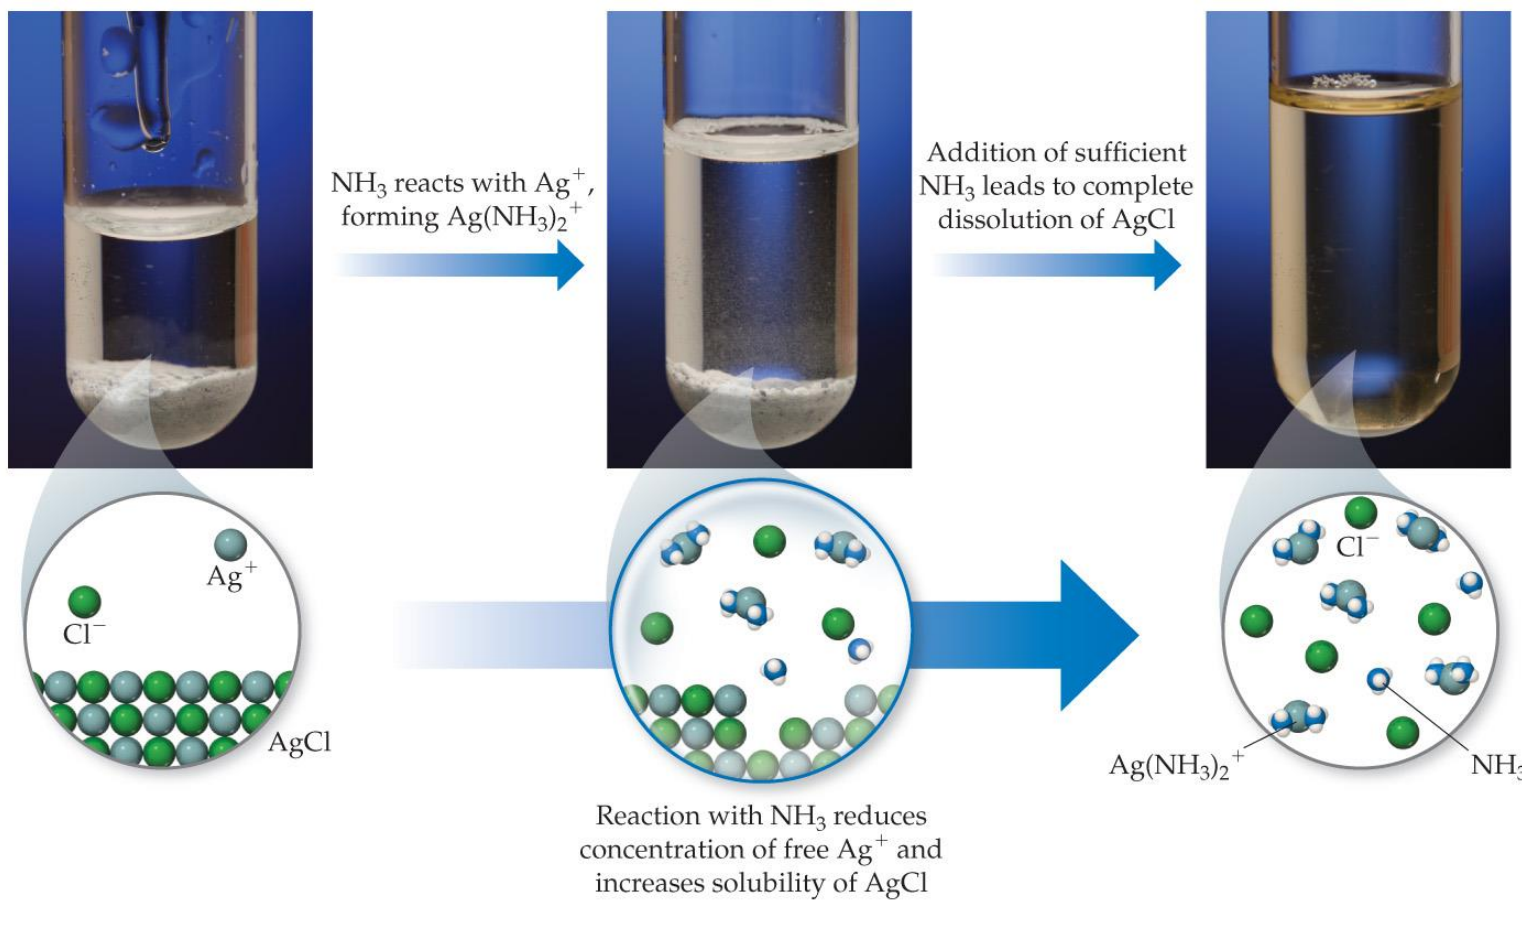 NH₃ reacts with Ag⁺,
forming Ag(NH₃)₂⁺
Addition of sufficient
NH₃ leads to complete
dissolution of AgCl
Ag⁺
Cl⁻
AgCl
Cl⁻
Ag(NH₃)₂⁺
NH₃
Reaction with NH₃ reduces
concentration of free Ag⁺ and
increases solubility of AgCl